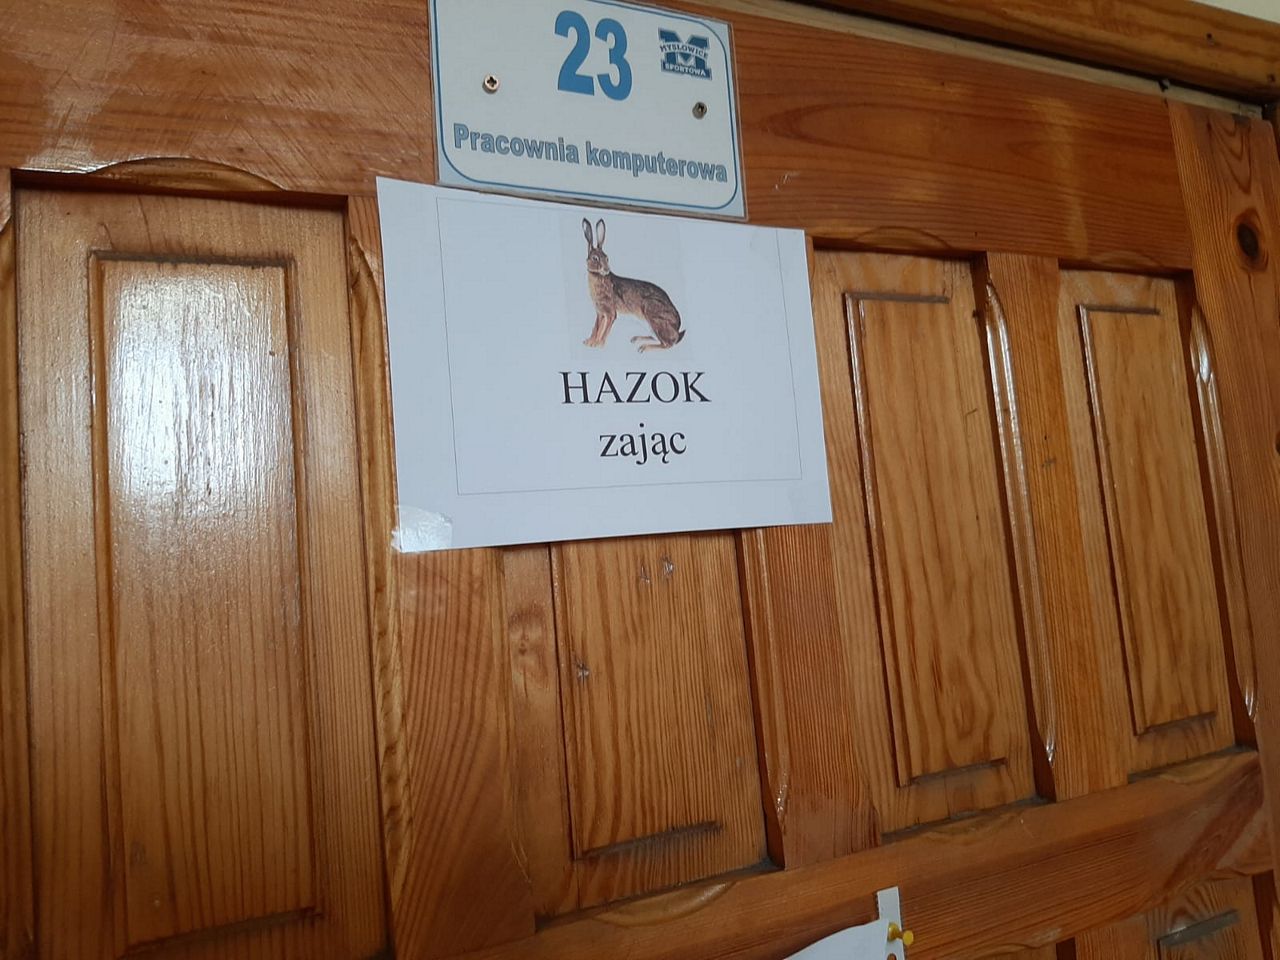 23
MYSŁOWICE
SPORTOWA
Pracownia komputerowa
HAZOK
zając